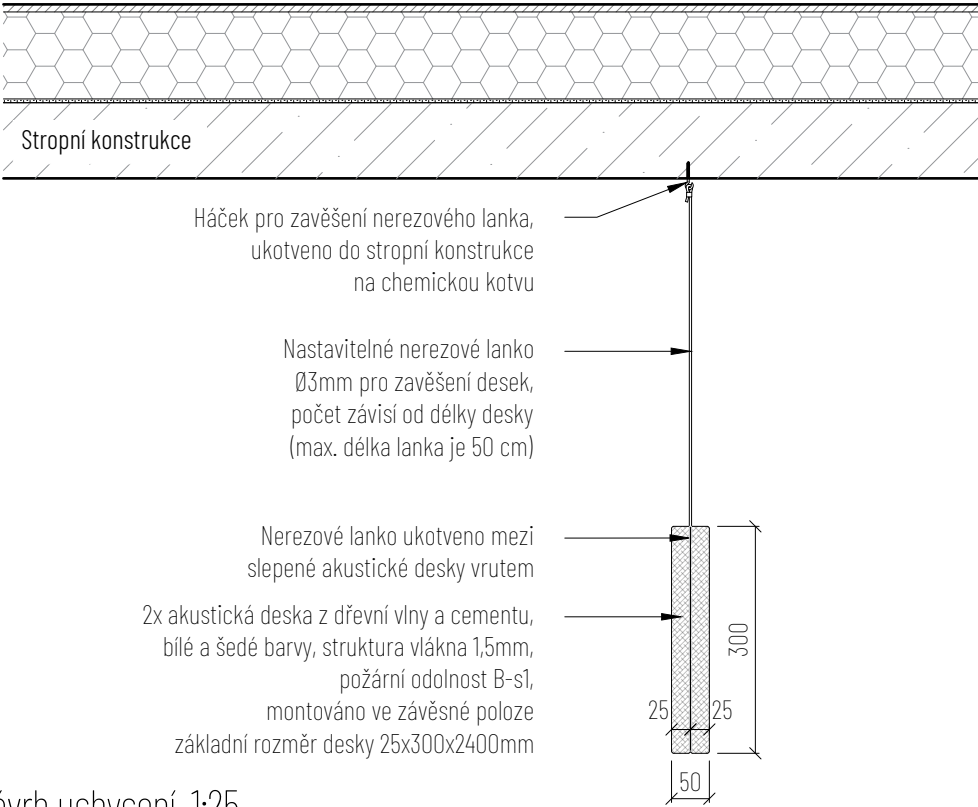 Stropní konstrukce
Háček pro zavěšení nerezového lanka,
ukotveno do stropní konstrukce
na chemickou kotvu
Nastavitelné nerezové lanko
Ø3mm pro zavěšení desek,
počet závisí od délky desky
(max. délka lanka je 50 cm)
Nerezové lanko ukotveno mezi
slepené akustické desky vrutem
2x akustická deska z dřevní vlny a cementu,
bílé a šedé barvy, struktura vlákna 1,5mm,
požární odolnost B-s1,
montováno ve závěsné poloze
základní rozměr desky 25x300x2400mm
300
25
25
50
uchycení 1:25